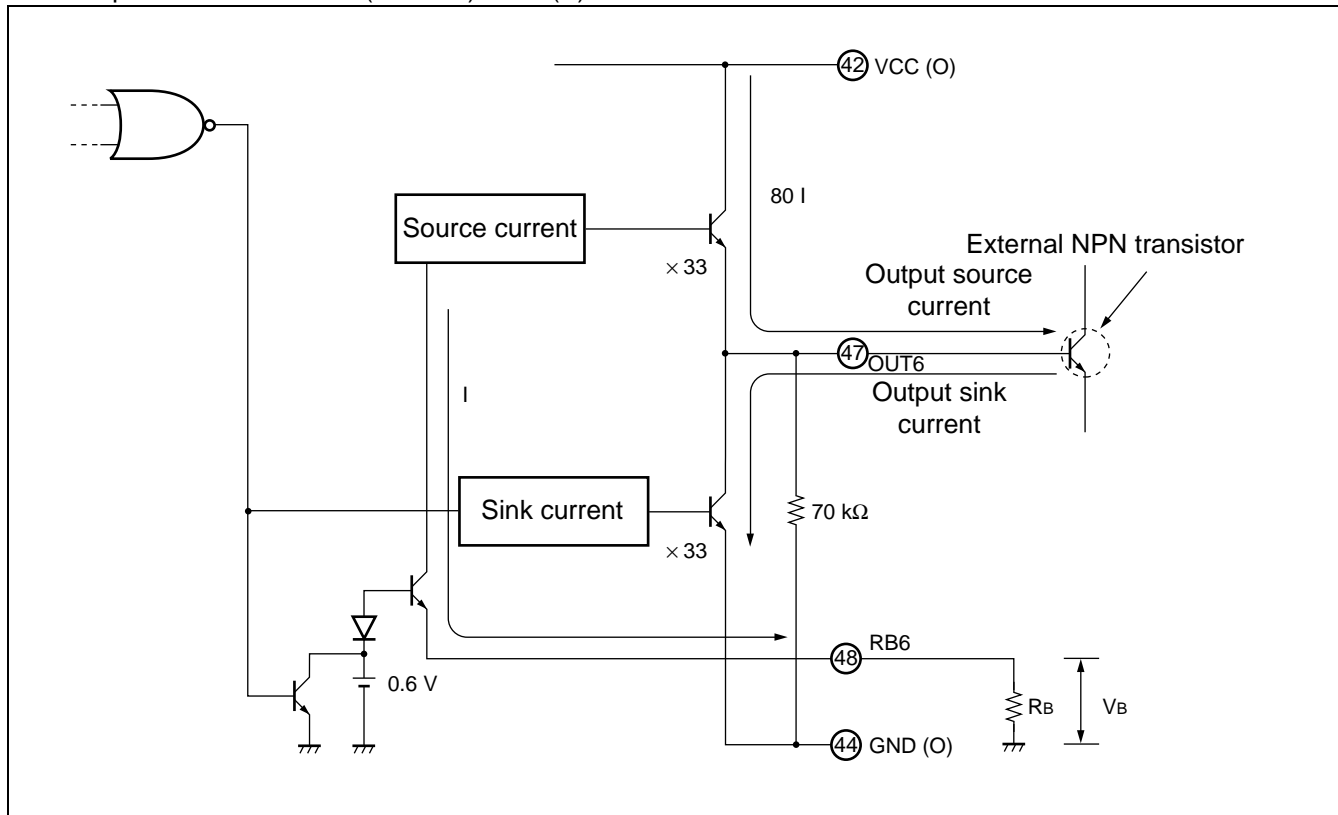 42 VCC (O)
80 I
Source current
× 33
External NPN transistor
Output source
current
47 OUT6
Output sink
current
I
Sink current
70 kΩ
× 33
RB6
48
0.6 V
RB
VB
44 GND (O)